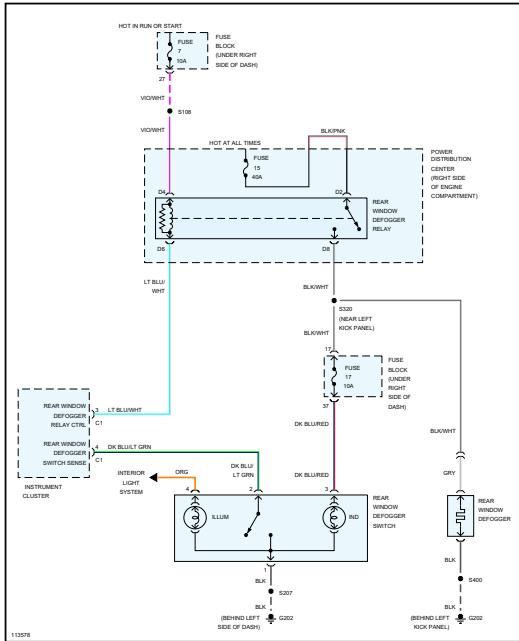 HOT IN RUN OR START
FUSE
7
10A
FUSE
BLOCK
(UNDER RIGHT
SIDE OF DASH)
27
VIO/WHT
S108
VIO/WHT
HOT AT ALL TIMES
BLK/PNK
FUSE
15
40A
POWER
DISTRIBUTION
CENTER
(RIGHT SIDE
OF ENGINE
COMPARTMENT)
D4
D2
REAR
WINDOW
DEFOGGER
RELAY
D6
D8
LT BLU/
WHT
BLK/WHT
S320
(NEAR LEFT
KICK PANEL)
BLK/WHT
17
FUSE
17
10A
FUSE
BLOCK
(UNDER
RIGHT
SIDE OF
DASH)
37
REAR WINDOW
DEFOGGER
RELAY CTRL
3 LT BLU/WHT
C1
REAR WINDOW
DEFOGGER
SWITCH SENSE
4 DK BLU/LT GRN
C1
INSTRUMENT
CLUSTER
DK BLU/RED
BLK/WHT
INTERIOR
LIGHT
SYSTEM
ORG
DK BLU/
LT GRN
DK BLU/RED
GRY
4
2
3
ILLUM
IND
REAR
WINDOW
DEFOGGER
SWITCH
REAR
WINDOW
DEFOGGER
1
BLK
BLK
S207
S400
BLK
BLK
(BEHIND LEFT
SIDE OF DASH)
G202
(BEHIND LEFT
KICK PANEL)
G202
113578